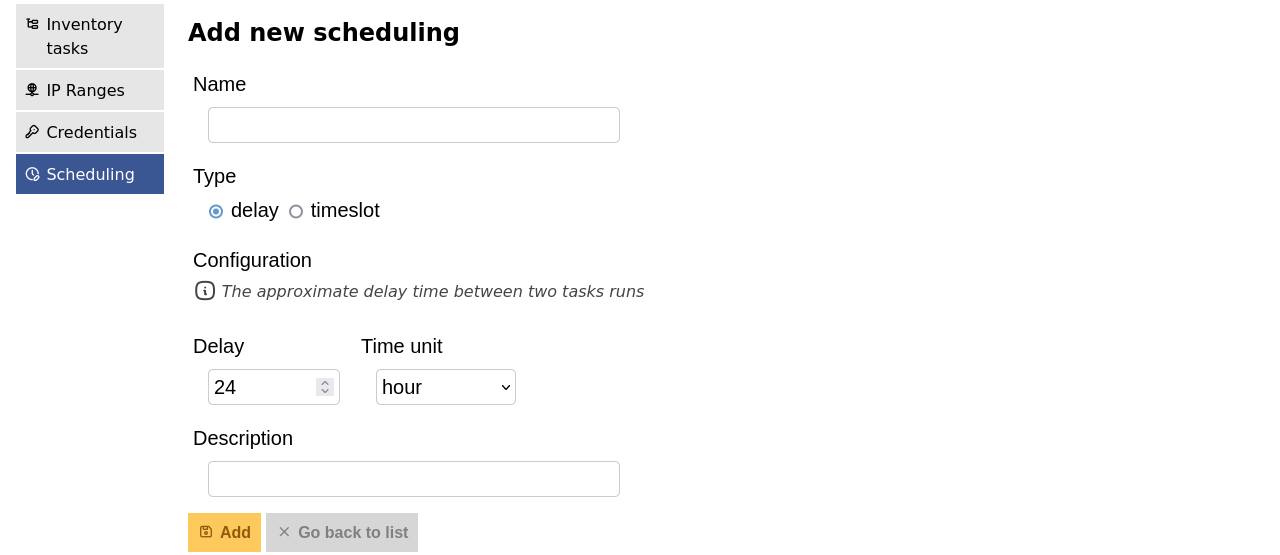 Inventory
tasks
IP Ranges
Credentials
Scheduling
Add new scheduling
Name
Type
delay timeslot
Configuration
The approximate delay time between two tasks runs
Delay Time unit
24 hour
Description
Add Go back to list